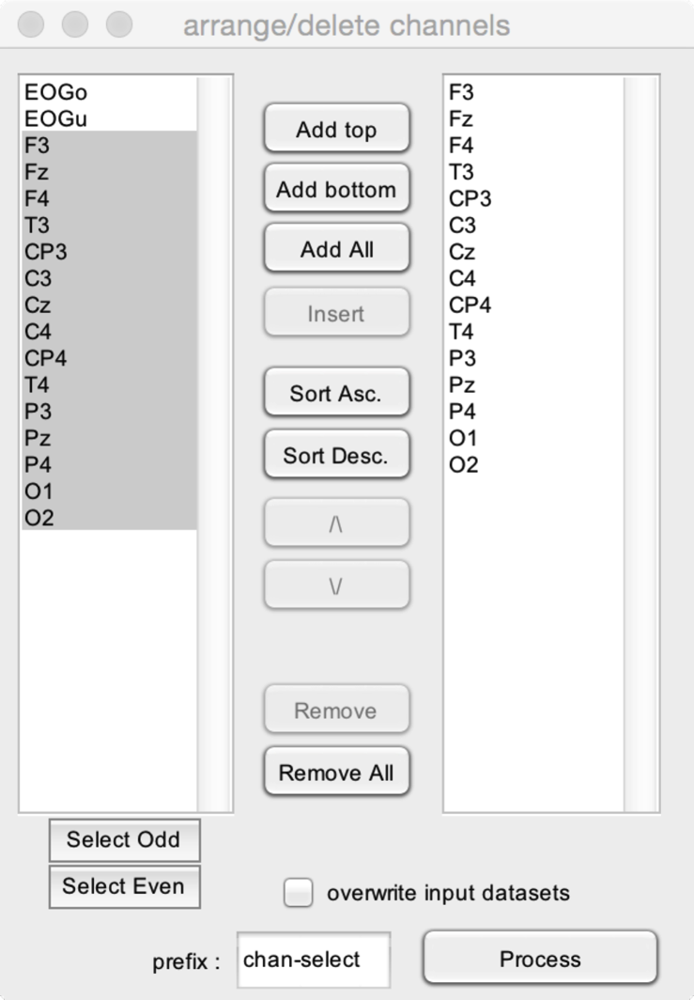 arrange/delete channels
EOGo
EOGu
F3
Fz
F4
T3
CP3
C3
Cz
C4
CP4
T4
P3
Pz
P4
O1
O2
Select Odd
Select Even
Add top
Add bottom
Add All
Insert
Sort Asc.
Sort Desc.
/\
\/
Remove
Remove All
F3
Fz
F4
T3
CP3
C3
Cz
C4
CP4
T4
P3
Pz
P4
O1
O2
overwrite input datasets
prefix : chan-select Process